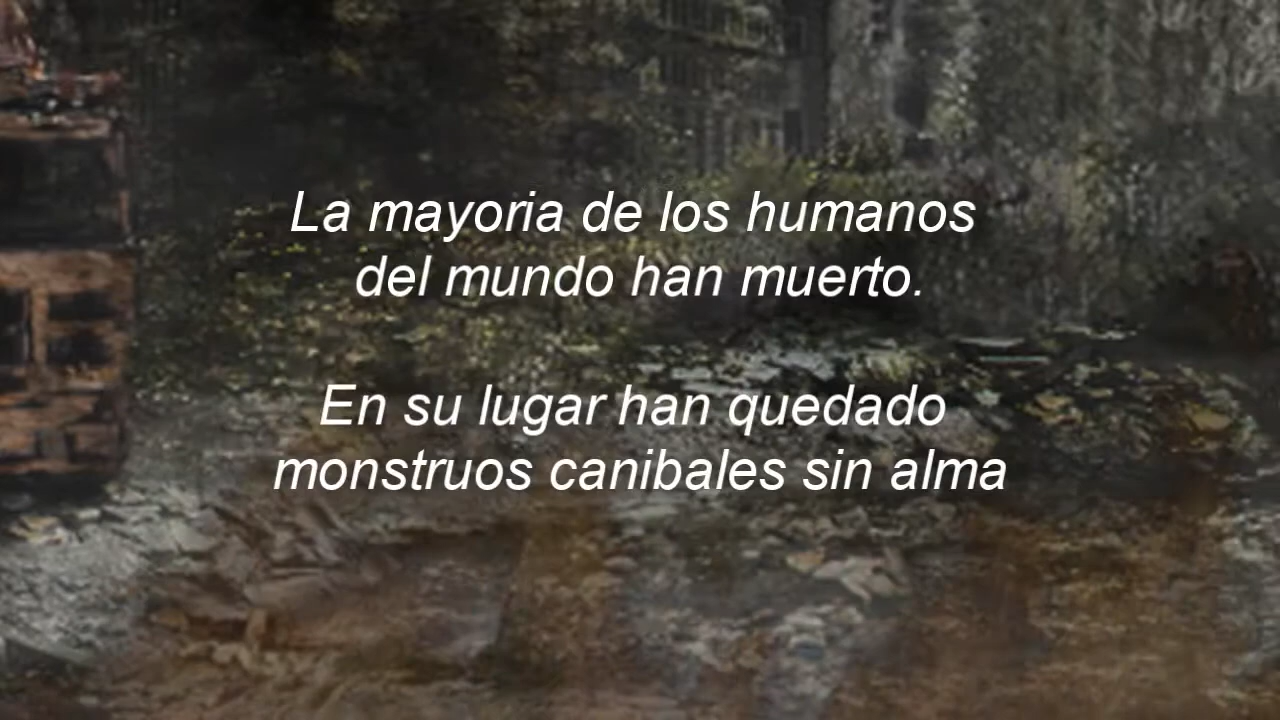 La mayoria de los humanos
del mundo han muerto.
En su lugar han quedado
monstruos canibales sin alma